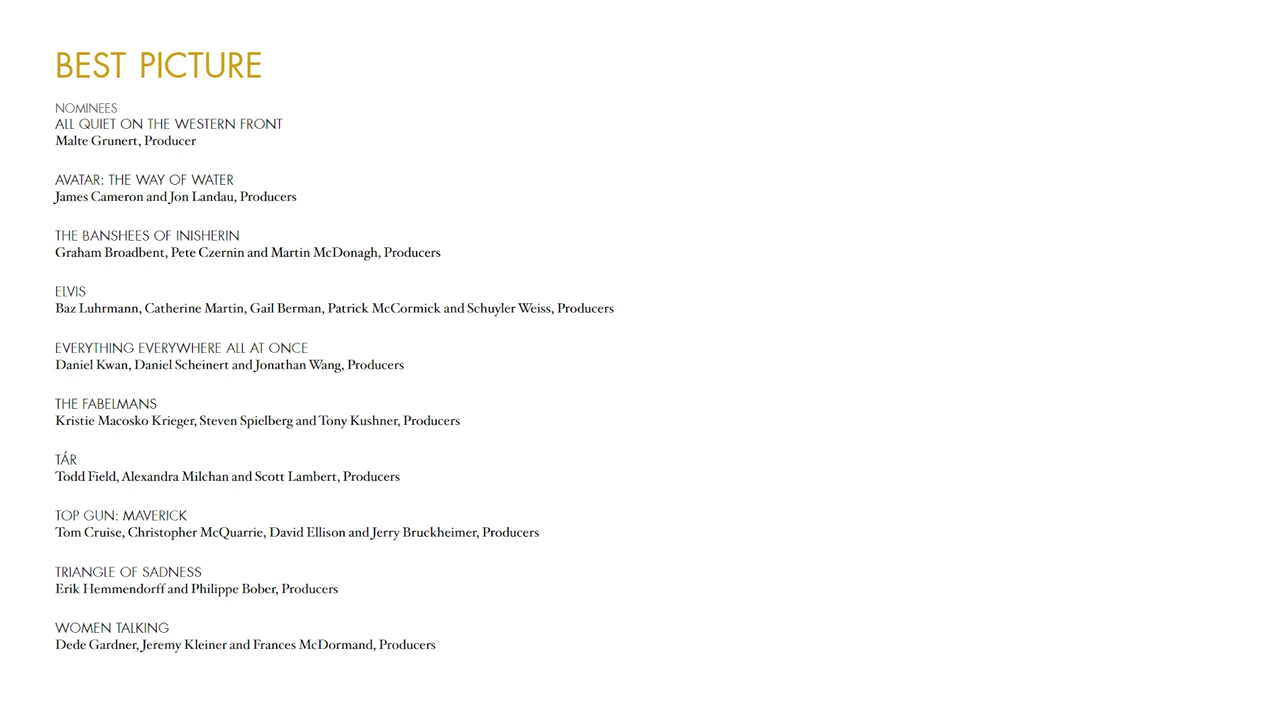 BEST PICTURE
NOMINEES
ALL QUIET ON THE WESTERN FRONT
Malte Grunert, Producer
AVATAR: THE WAY OF WATER
James Cameron and Jon Landau, Producers
THE BANSHEES OF INISHERIN
Graham Broadbent, Pete Czernin and Martin McDonagh, Producers
ELVIS
Baz Luhrmann, Catherine Martin, Gail Berman, Patrick McCormick and Schuyler Weiss, Producers
EVERYTHING EVERYWHERE ALL AT ONCE
Daniel Kwan, Daniel Scheinert and Jonathan Wang, Producers
THE FABELMANS
Kristie Macosko Krieger, Steven Spielberg and Tony Kushner, Producers
TÁR
Todd Field, Alexandra Milchan and Scott Lambert, Producers
TOP GUN: MAVERICK
Tom Cruise, Christopher McQuarrie, David Ellison and Jerry Bruckheimer, Producers
TRIANGLE OF SADNESS
Erik Hemmendorff and Philippe Bober, Producers
WOMEN TALKING
Dede Gardner, Jeremy Kleiner and Frances McDormand, Producers